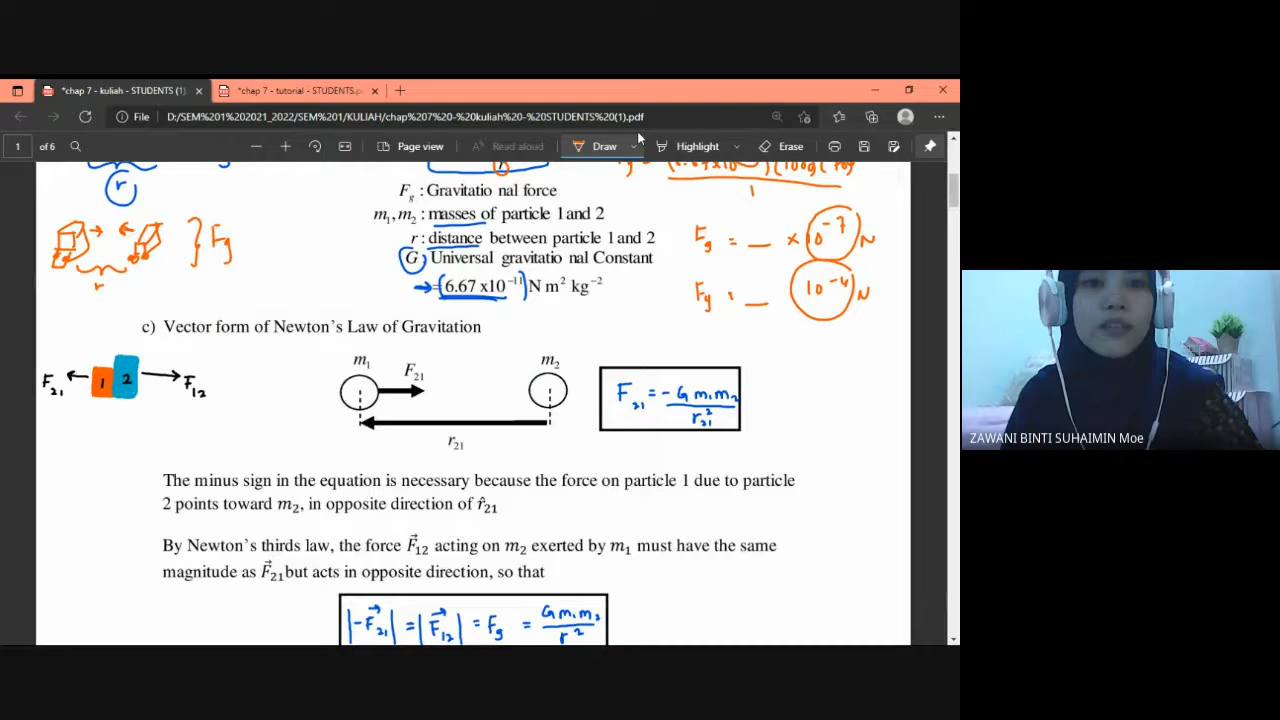 *chap 7 - kuliah - STUDENTS (1).
*chap 7 - tutorial - STUDENTS.p
File D:/SEM%201%202021_2022/SEM%201/KULIAH/chap%207%20-%20kuliah%20-%20STUDENTS%20(1).pdf
1 of 6 Page view Read aloud Draw Highlight Erase
r
F_g : Gravitatio nal force
m₁, m₂ : masses of particle 1 and 2
r : distance between particle 1 and 2
G : Universal gravitatio nal Constant
= 6.67 x10⁻¹¹ N m² kg⁻²
} Fg
r
Fg = __ × 10⁻⁷ N
Fg = __ 10⁻⁴ N
c) Vector form of Newton's Law of Gravitation
F₂₁ 1 2 F₁₂
m₁ F₂₁ m₂
r₂₁
F₂₁ = - G m₁ m₂ / r₂₁²
The minus sign in the equation is necessary because the force on particle 1 due to particle
2 points toward m₂, in opposite direction of r̂₂₁
By Newton's thirds law, the force F⃗₁₂ acting on m₂ exerted by m₁ must have the same
magnitude as F⃗₂₁ but acts in opposite direction, so that
|-F⃗₂₁| = |F⃗₁₂| = Fg = G m₁ m₂ / r²
ZAWANI BINTI SUHAIMIN Moe